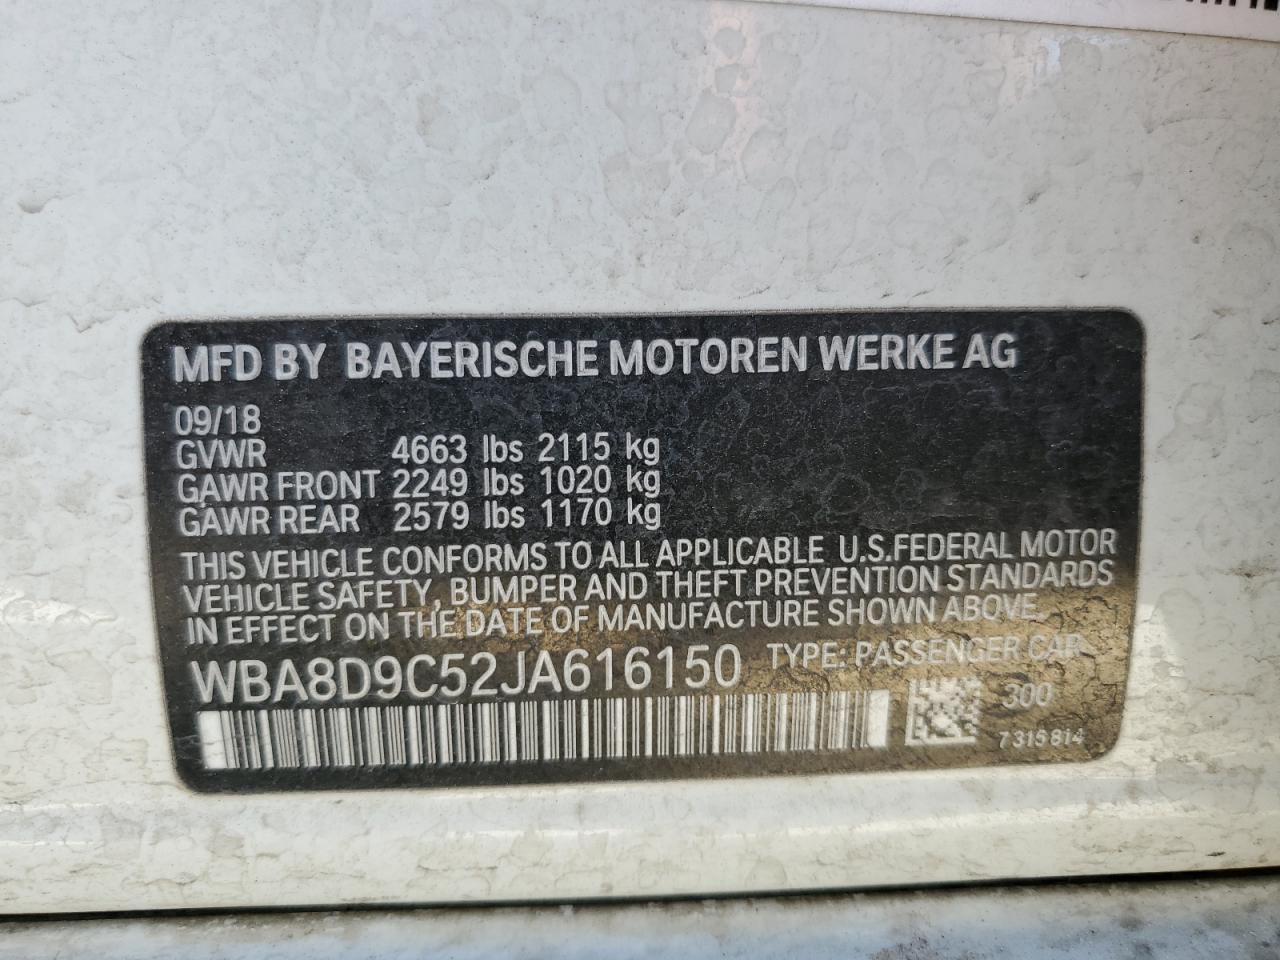 MFD BY BAYERISCHE MOTOREN WERKE AG
09/18
GVWR 4663 lbs 2115 kg
GAWR FRONT 2249 lbs 1020 kg
GAWR REAR 2579 lbs 1170 kg
THIS VEHICLE CONFORMS TO ALL APPLICABLE U.S.FEDERAL MOTOR
VEHICLE SAFETY, BUMPER AND THEFT PREVENTION STANDARDS
IN EFFECT ON THE DATE OF MANUFACTURE SHOWN ABOVE.
WBA8D9C52JA616150 TYPE: PASSENGER CAR
300
7315814